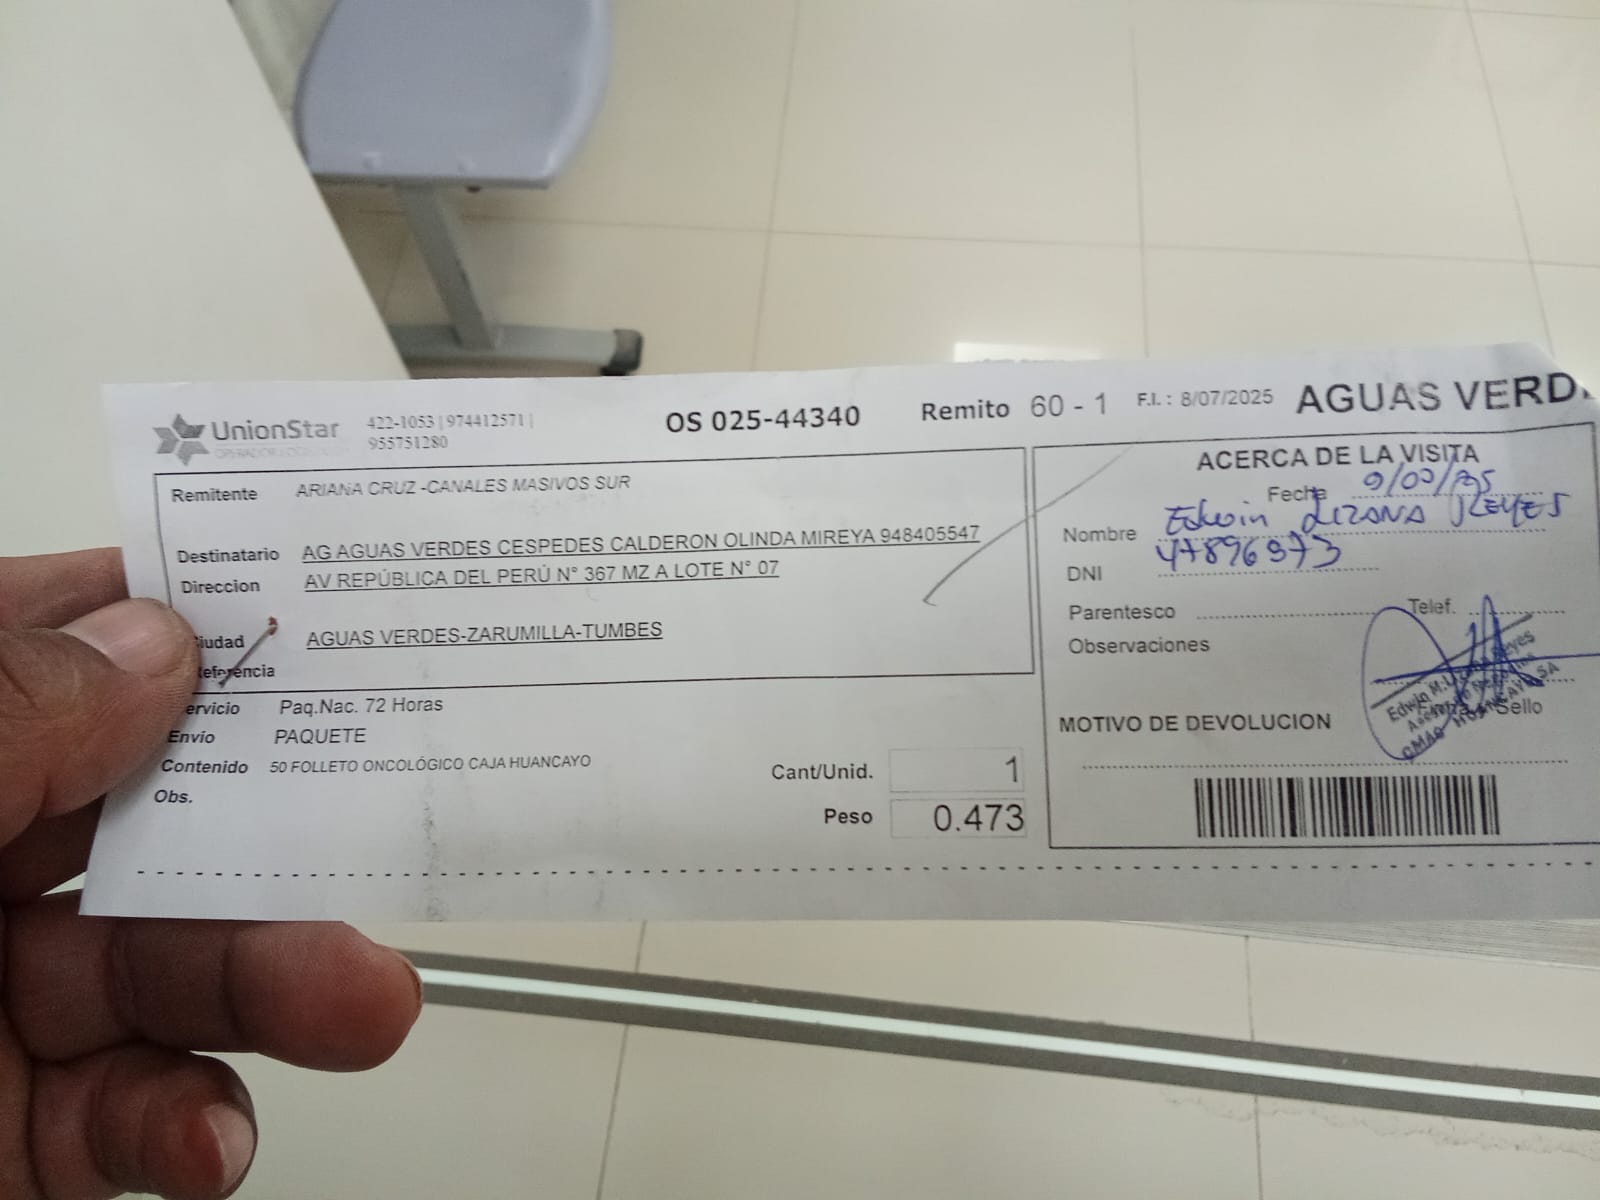 UnionStar
422-1053 | 974412571 |
955751280
OS 025-44340
Remito 60 - 1
F.I. : 8/07/2025
AGUAS VERD
Remitente ARIANA CRUZ -CANALES MASIVOS SUR
Destinatario AG AGUAS VERDES CESPEDES CALDERON OLINDA MIREYA 948405547
Direccion AV REPÚBLICA DEL PERÚ N° 367 MZ A LOTE N° 07
iudad AGUAS VERDES-ZARUMILLA-TUMBES
eferencia
ervicio Paq.Nac. 72 Horas
Envio PAQUETE
Contenido 50 FOLLETO ONCOLÓGICO CAJA HUANCAYO
Obs.
Cant/Unid. 1
Peso 0.473
ACERCA DE LA VISITA
Fecha
Nombre Edwin Lizana Reyes
DNI 47896373
Parentesco Telef.
Observaciones
Sello
MOTIVO DE DEVOLUCION